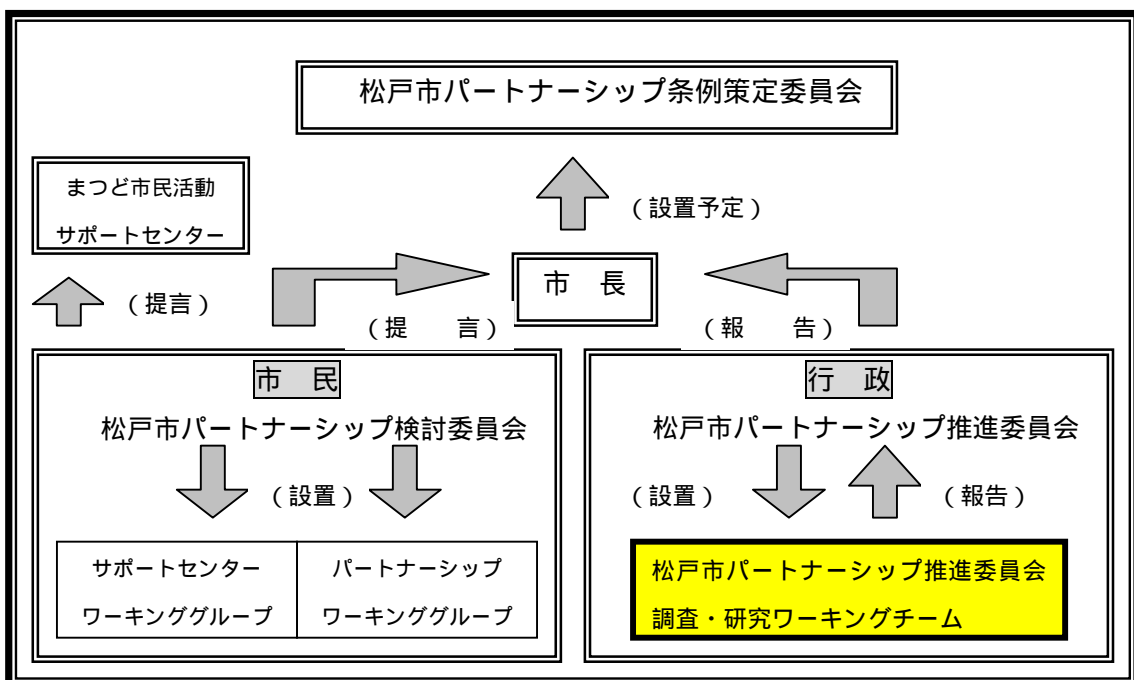 松戸市パートナーシップ条例策定委員会
まつど市民活動
サポートセンター
（設置予定）
市　長
（提言）
（提　　言）
（報　　告）
市　民
松戸市パートナーシップ検討委員会
（設置）
サポートセンター
ワーキンググループ
パートナーシップ
ワーキンググループ
行　政
松戸市パートナーシップ推進委員会
（設置）
（報告）
松戸市パートナーシップ推進委員会
調査・研究ワーキングチーム